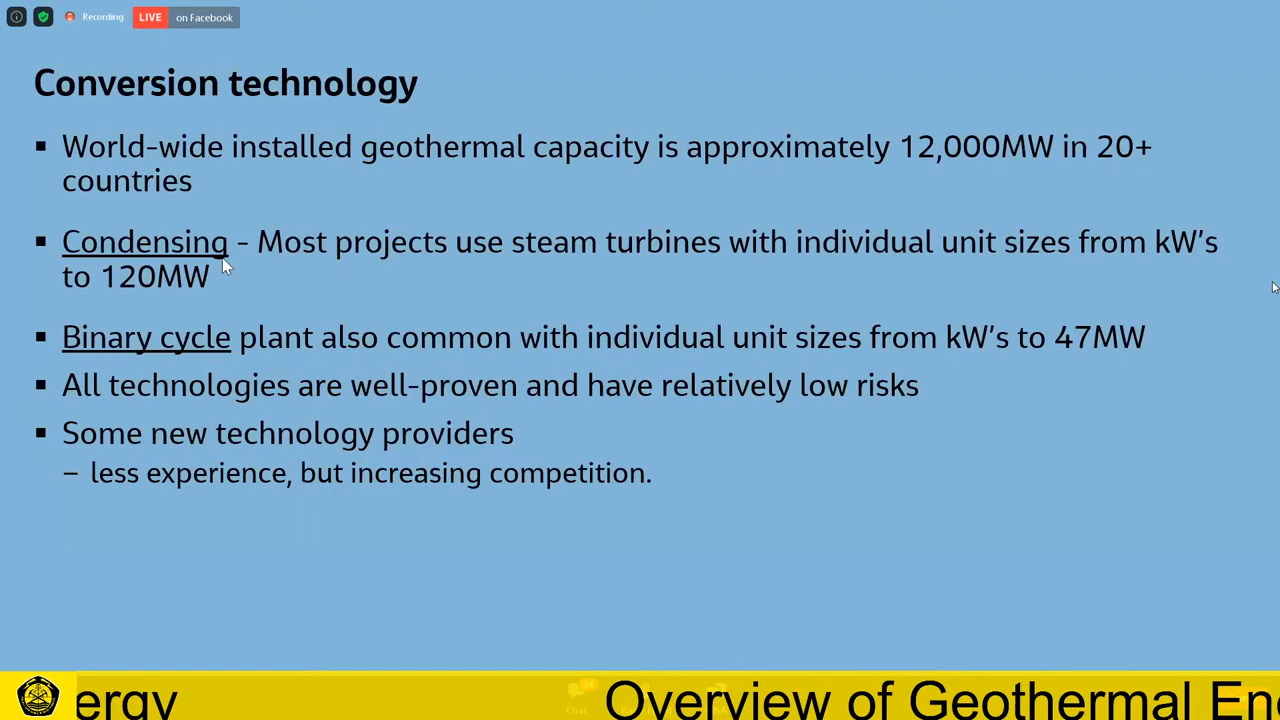 Recording LIVE on Facebook
Conversion technology
▪ World-wide installed geothermal capacity is approximately 12,000MW in 20+
countries
▪ Condensing - Most projects use steam turbines with individual unit sizes from kW's
to 120MW
▪ Binary cycle plant also common with individual unit sizes from kW's to 47MW
▪ All technologies are well-proven and have relatively low risks
▪ Some new technology providers
– less experience, but increasing competition.
Chat
ergy Overview of Geothermal En